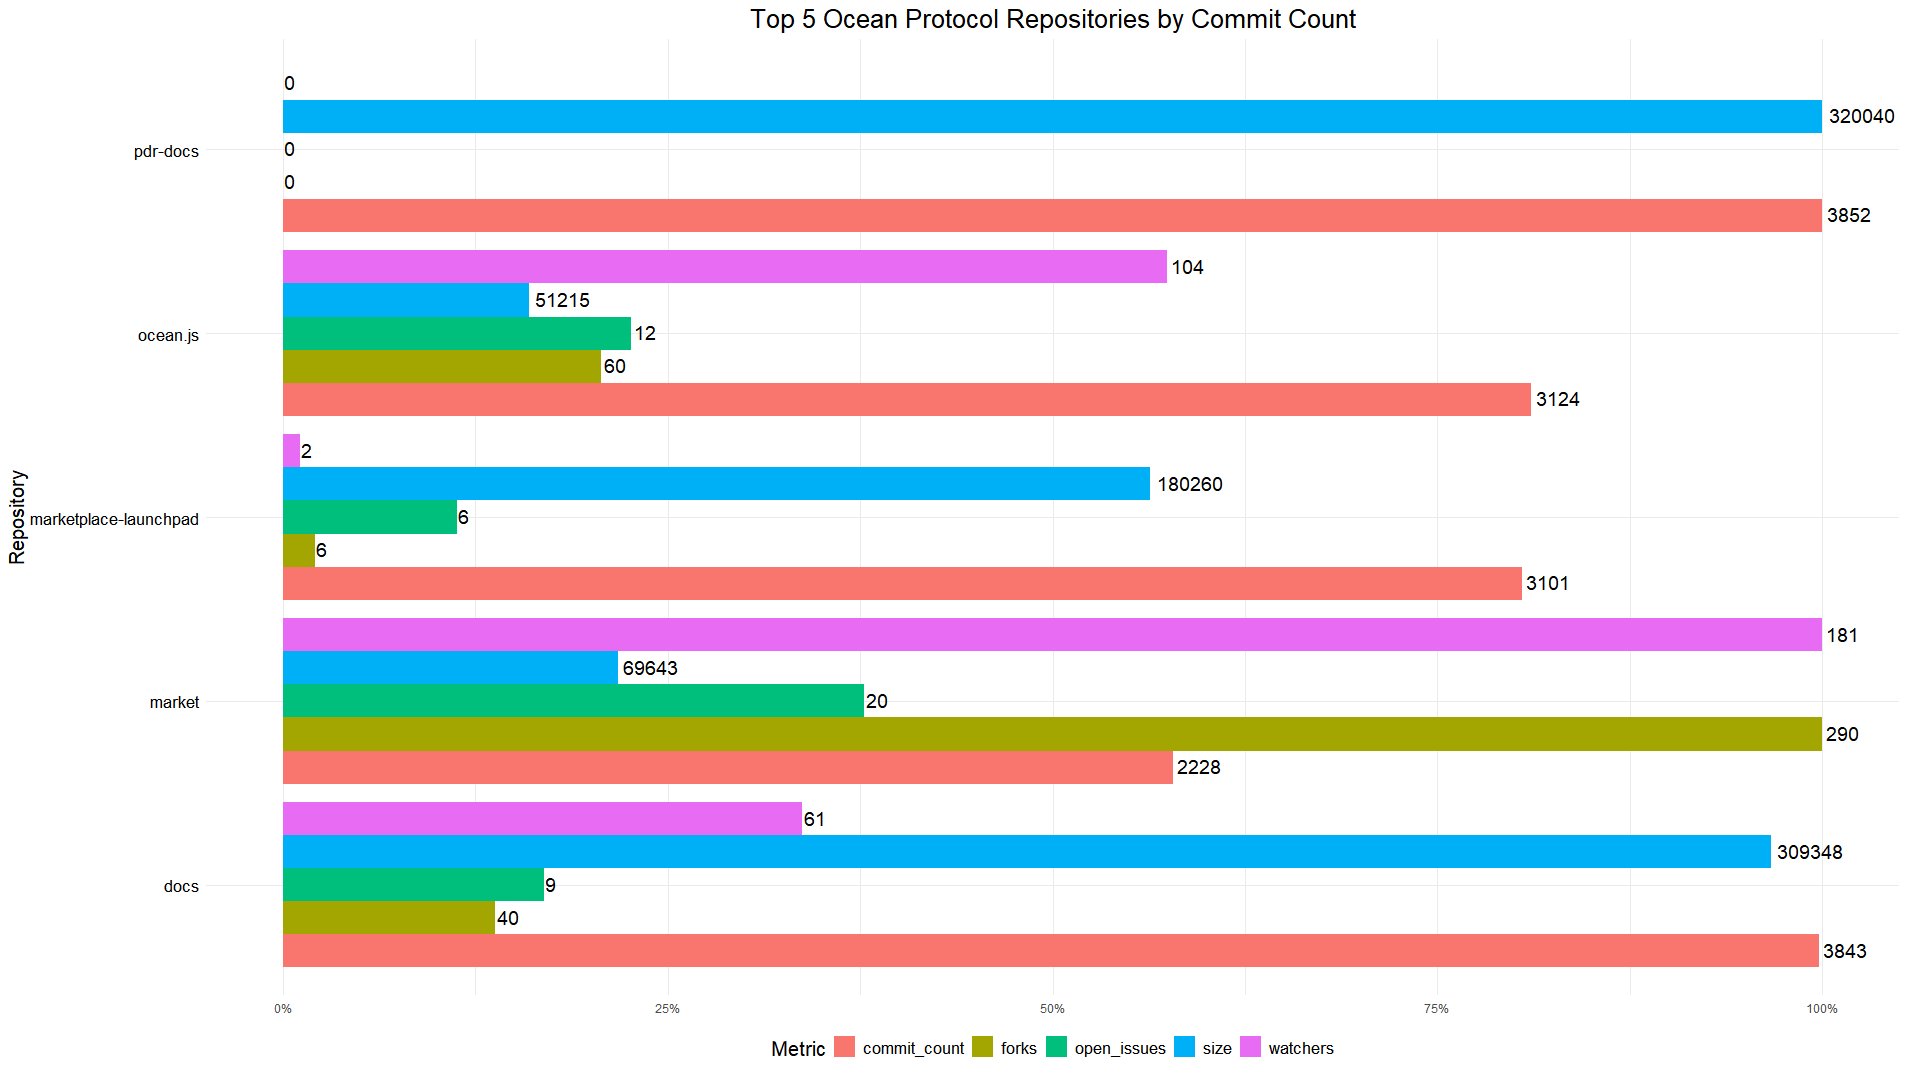 Top 5 Ocean Protocol Repositories by Commit Count
Repository
pdr-docs
0
320040
0
0
3852
ocean.js
104
51215
12
60
3124
marketplace-launchpad
2
180260
6
6
3101
market
181
69643
20
290
2228
docs
61
309348
9
40
3843
0% 25% 50% 75% 100%
Metric commit_count forks open_issues size watchers